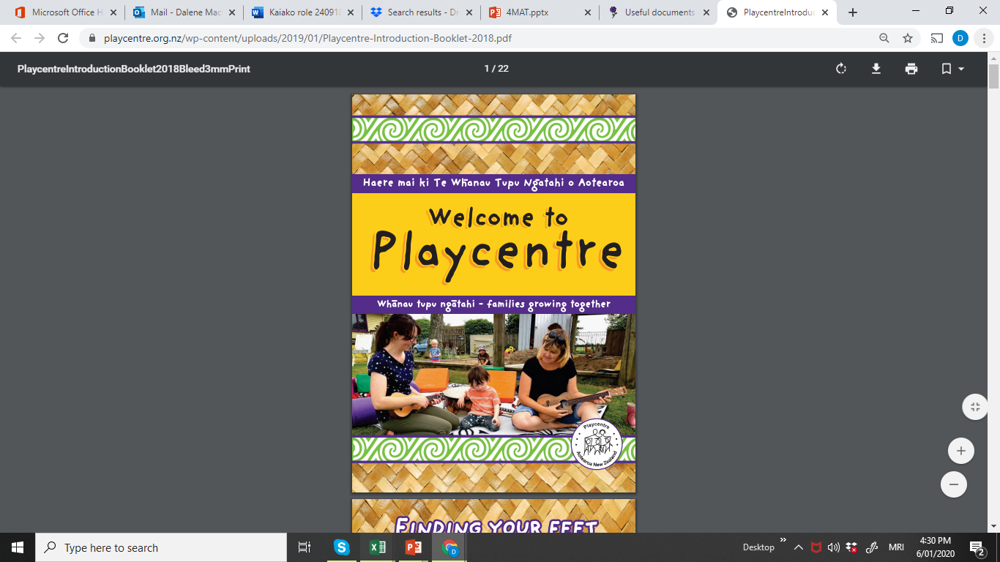 Microsoft Office H
Mail - Dalene Mac
Kaiako role 240918
Search results - Dr
4MAT.pptx
Useful documents
PlaycentreIntroduc
playcentre.org.nz/wp-content/uploads/2019/01/Playcentre-Introduction-Booklet-2018.pdf
D
PlaycentreIntroductionBooklet2018Bleed3mmPrint
1 / 22
Haere mai ki Te Whānau Tupu Ngātahi o Aotearoa
Welcome to
Playcentre
Whānau tupu ngātahi - families growing together
Playcentre
Aotearoa New Zealand
FINDING YOUR FEET
Type here to search
Desktop
MRI
4:30 PM
6/01/2020
2